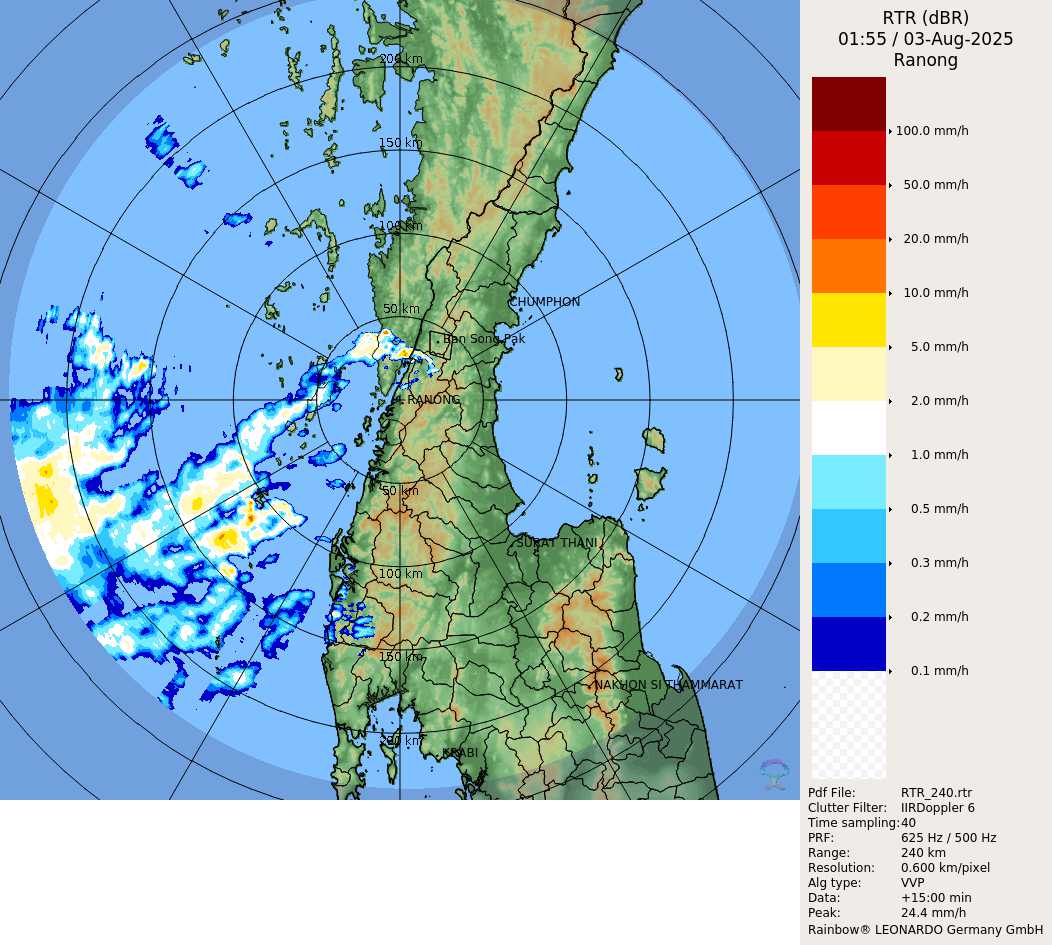 RTR (dBR)
01:55 / 03-Aug-2025
Ranong
100.0 mm/h
50.0 mm/h
20.0 mm/h
10.0 mm/h
5.0 mm/h
2.0 mm/h
1.0 mm/h
0.5 mm/h
0.3 mm/h
0.2 mm/h
0.1 mm/h
200 km
150 km
100 km
50 km
CHUMPHON
Ban Song Pak
RANONG
50 km
SURAT THANI
100 km
150 km
NAKHON SI THAMMARAT
200 km
KRABI
Pdf File: RTR_240.rtr
Clutter Filter: IIRDoppler 6
Time sampling: 40
PRF: 625 Hz / 500 Hz
Range: 240 km
Resolution: 0.600 km/pixel
Alg type: VVP
Data: +15:00 min
Peak: 24.4 mm/h
Rainbow® LEONARDO Germany GmbH